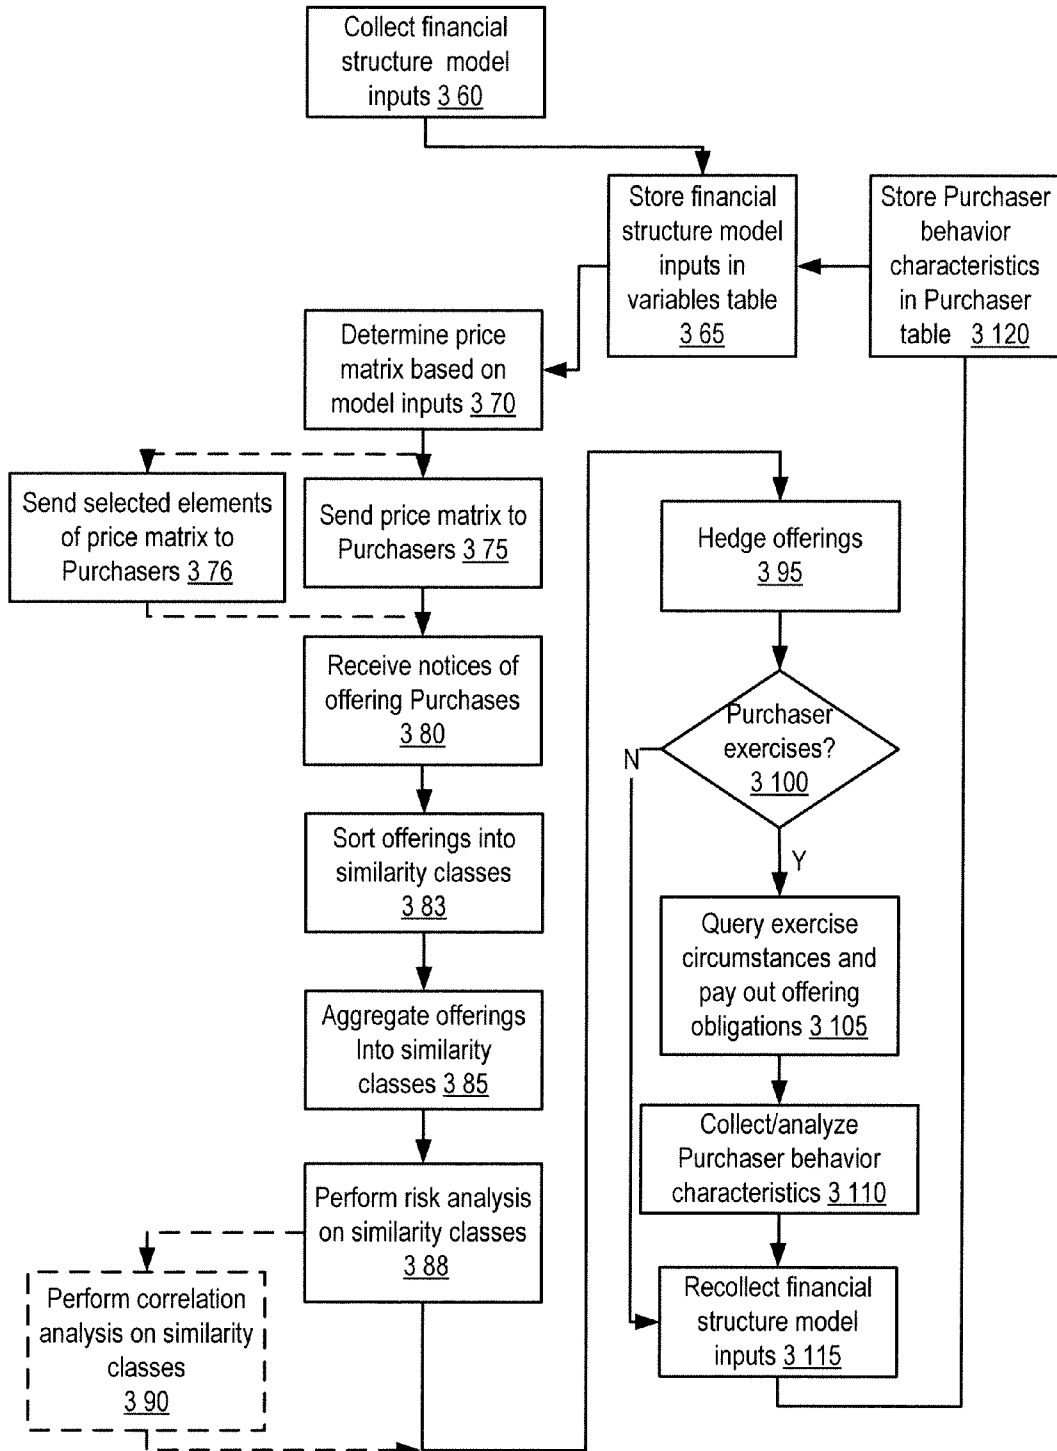 Collect financial
structure model
inputs 3 60
Store financial
structure model
inputs in
variables table
3 65
Store Purchaser
behavior
characteristics
in Purchaser
table 3 120
Determine price
matrix based on
model inputs 3 70
Send selected elements
of price matrix to
Purchasers 3 76
Send price matrix to
Purchasers 3 75
Receive notices of
offering Purchases
3 80
Sort offerings into
similarity classes
3 83
Aggregate offerings
Into similarity
classes 3 85
Perform risk analysis
on similarity classes
3 88
Perform correlation
analysis on similarity
classes
3 90
Hedge offerings
3 95
Purchaser
exercises?
3 100
N
Y
Query exercise
circumstances and
pay out offering
obligations 3 105
Collect/analyze
Purchaser behavior
characteristics 3 110
Recollect financial
structure model
inputs 3 115